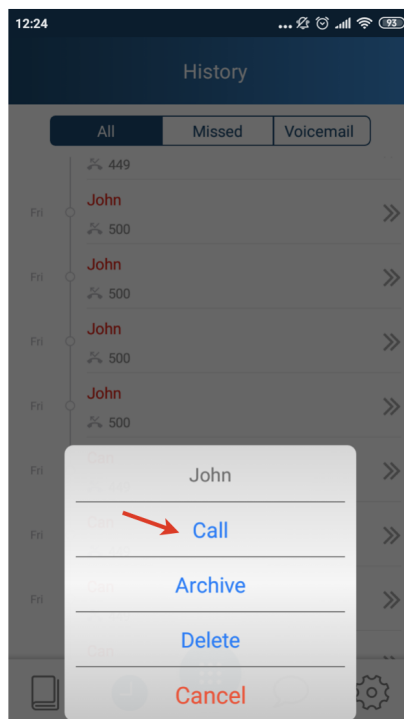 12:24
93
History
All Missed Voicemail
449
Fri John
500
Fri John
500
Fri John
500
Fri John
500
Fri
John
Fri
Call
Fri
Archive
Delete
Cancel